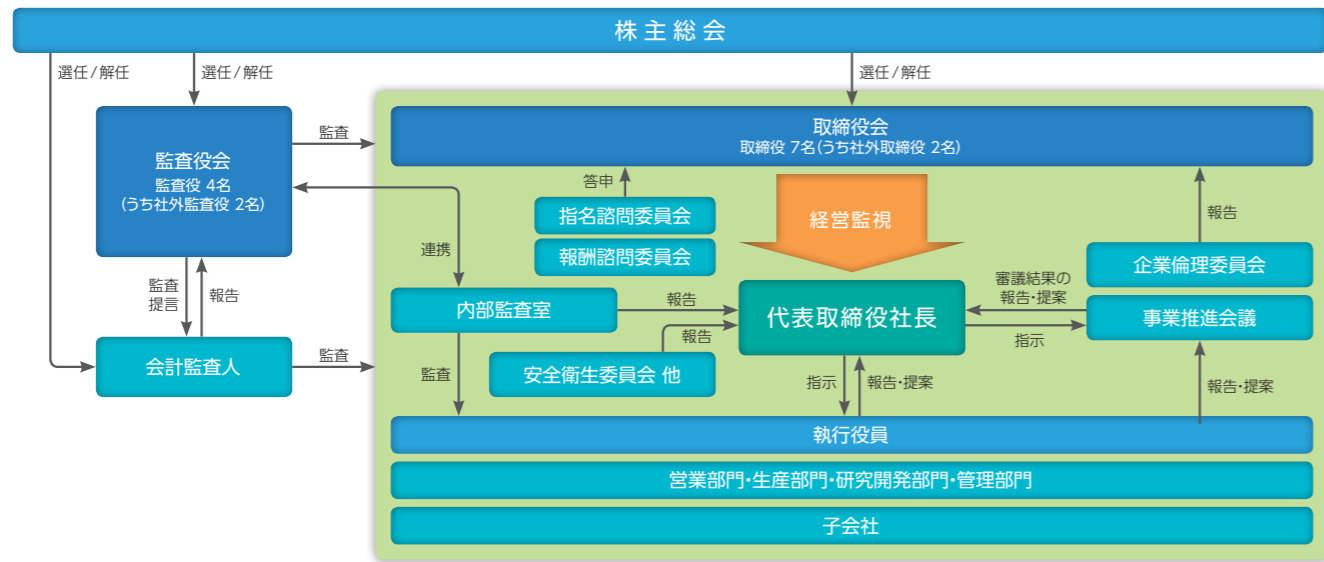 株主総会
選任/解任
選任/解任
選任/解任
監査役会
監査役 4名
(うち社外監査役 2名)
監査
取締役会
取締役 7名(うち社外取締役 2名)
答申
指名諮問委員会
報酬諮問委員会
経営監視
報告
企業倫理委員会
連携
監査
提言
報告
内部監査室
報告
代表取締役社長
審議結果の
報告・提案
指示
事業推進会議
会計監査人
監査
監査
安全衛生委員会 他
報告
指示
報告・提案
報告・提案
執行役員
営業部門・生産部門・研究開発部門・管理部門
子会社